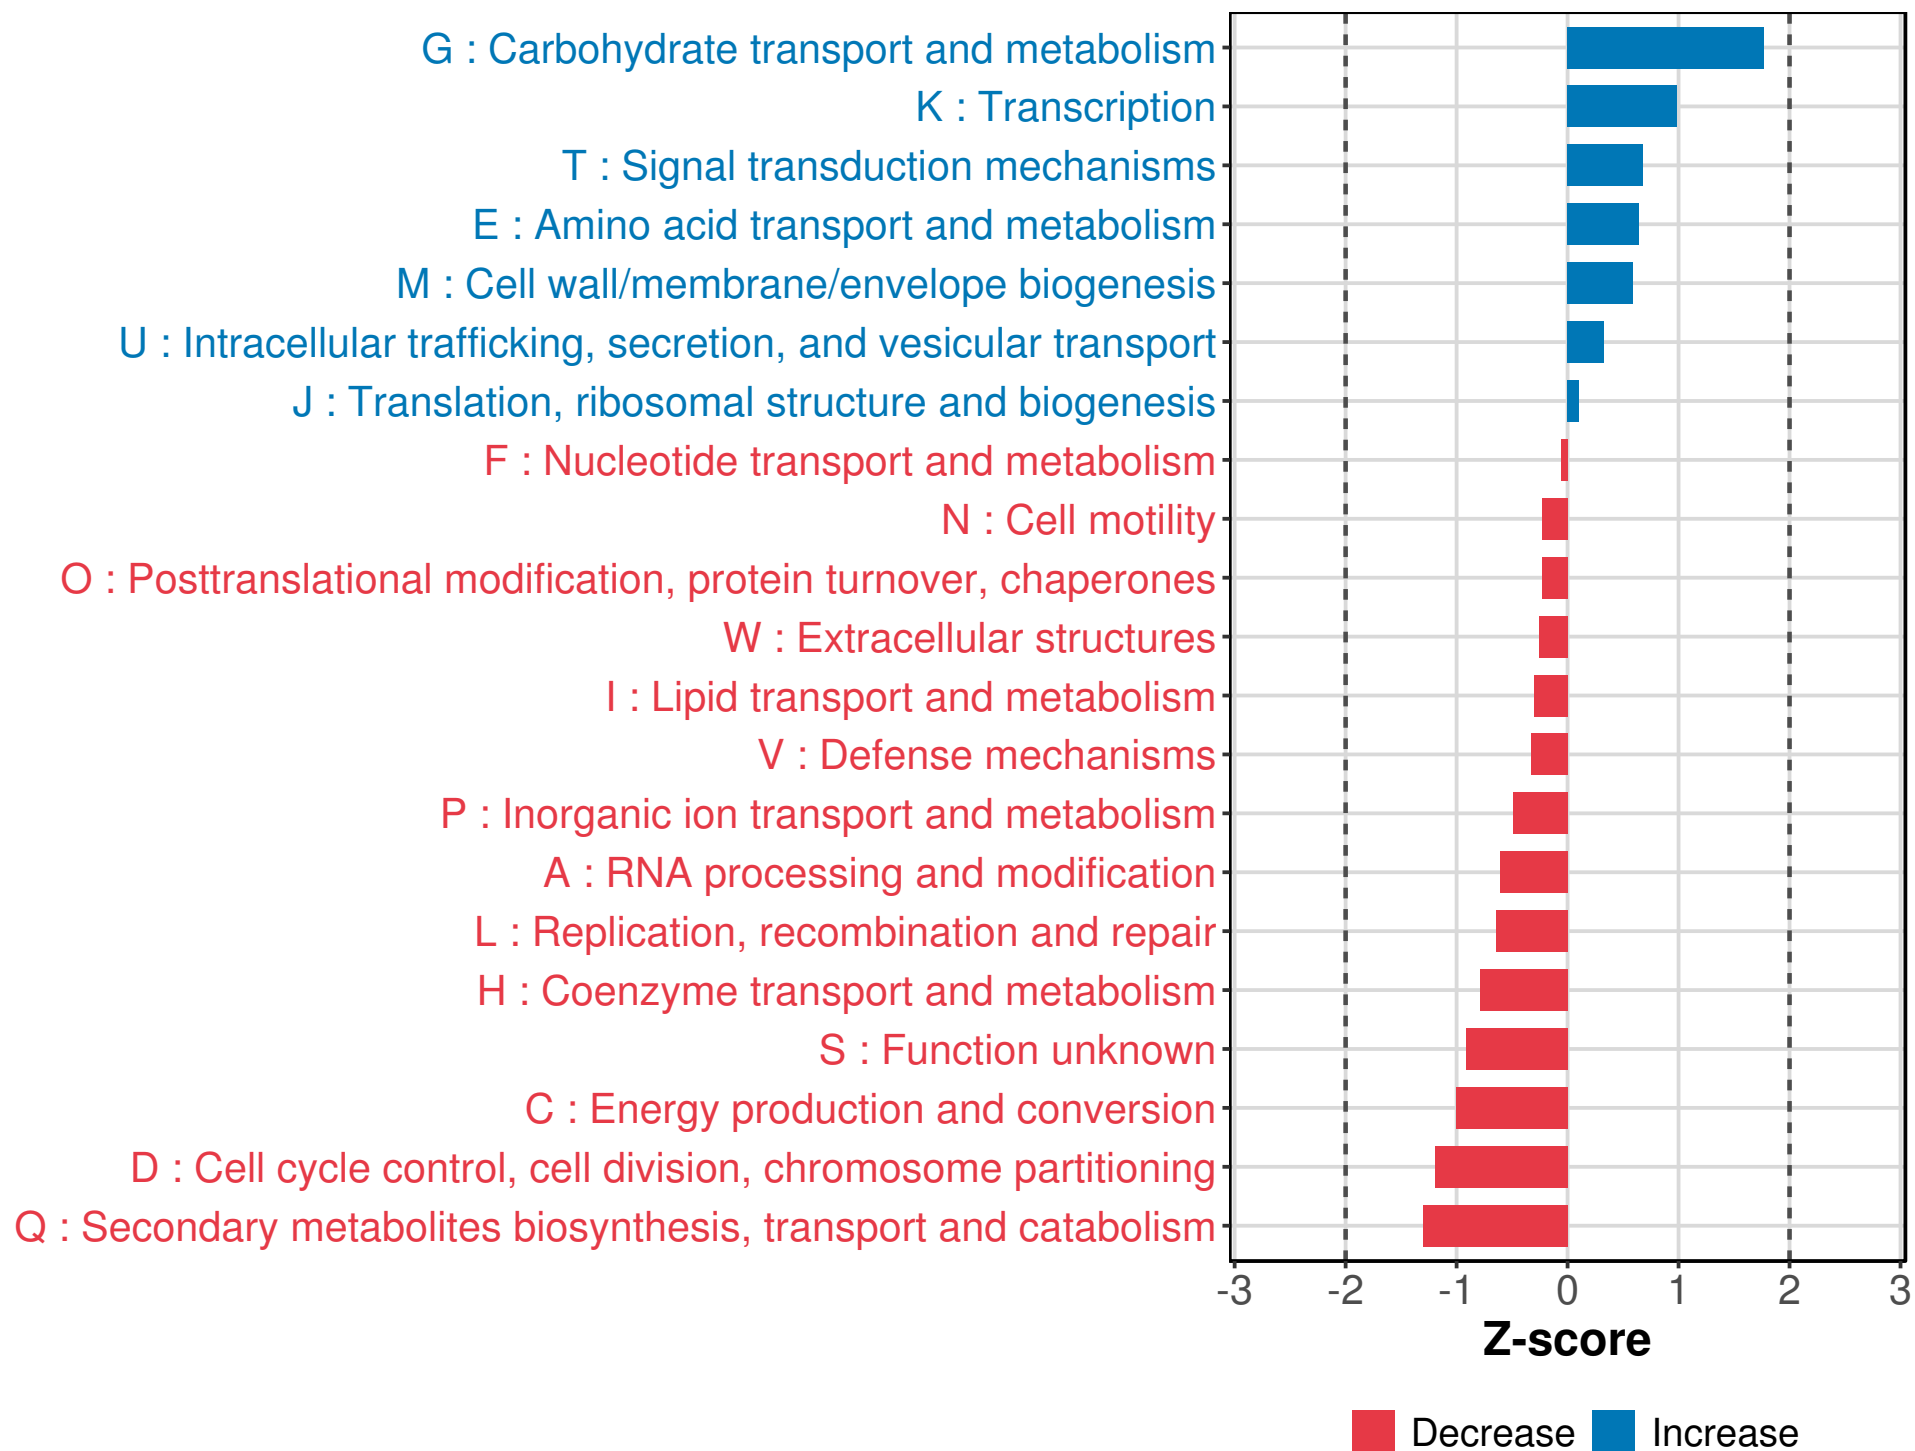 G : Carbohydrate transport and metabolism
K : Transcription
T : Signal transduction mechanisms
E : Amino acid transport and metabolism
M : Cell wall/membrane/envelope biogenesis
U : Intracellular trafficking, secretion, and vesicular transport
J : Translation, ribosomal structure and biogenesis
F : Nucleotide transport and metabolism
N : Cell motility
O : Posttranslational modification, protein turnover, chaperones
W : Extracellular structures
I : Lipid transport and metabolism
V : Defense mechanisms
P : Inorganic ion transport and metabolism
A : RNA processing and modification
L : Replication, recombination and repair
H : Coenzyme transport and metabolism
S : Function unknown
C : Energy production and conversion
D : Cell cycle control, cell division, chromosome partitioning
Q : Secondary metabolites biosynthesis, transport and catabolism
-3 -2 -1 0 1 2 3
Z-score
Decrease Increase